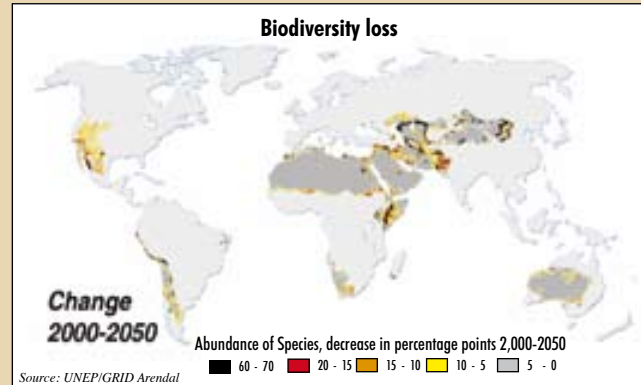 Biodiversity loss
Change
2000-2050
Abundance of Species, decrease in percentage points 2,000-2050
60 - 70 20 - 15 15 - 10 10 - 5 5 - 0
Source: UNEP/GRID Arendal